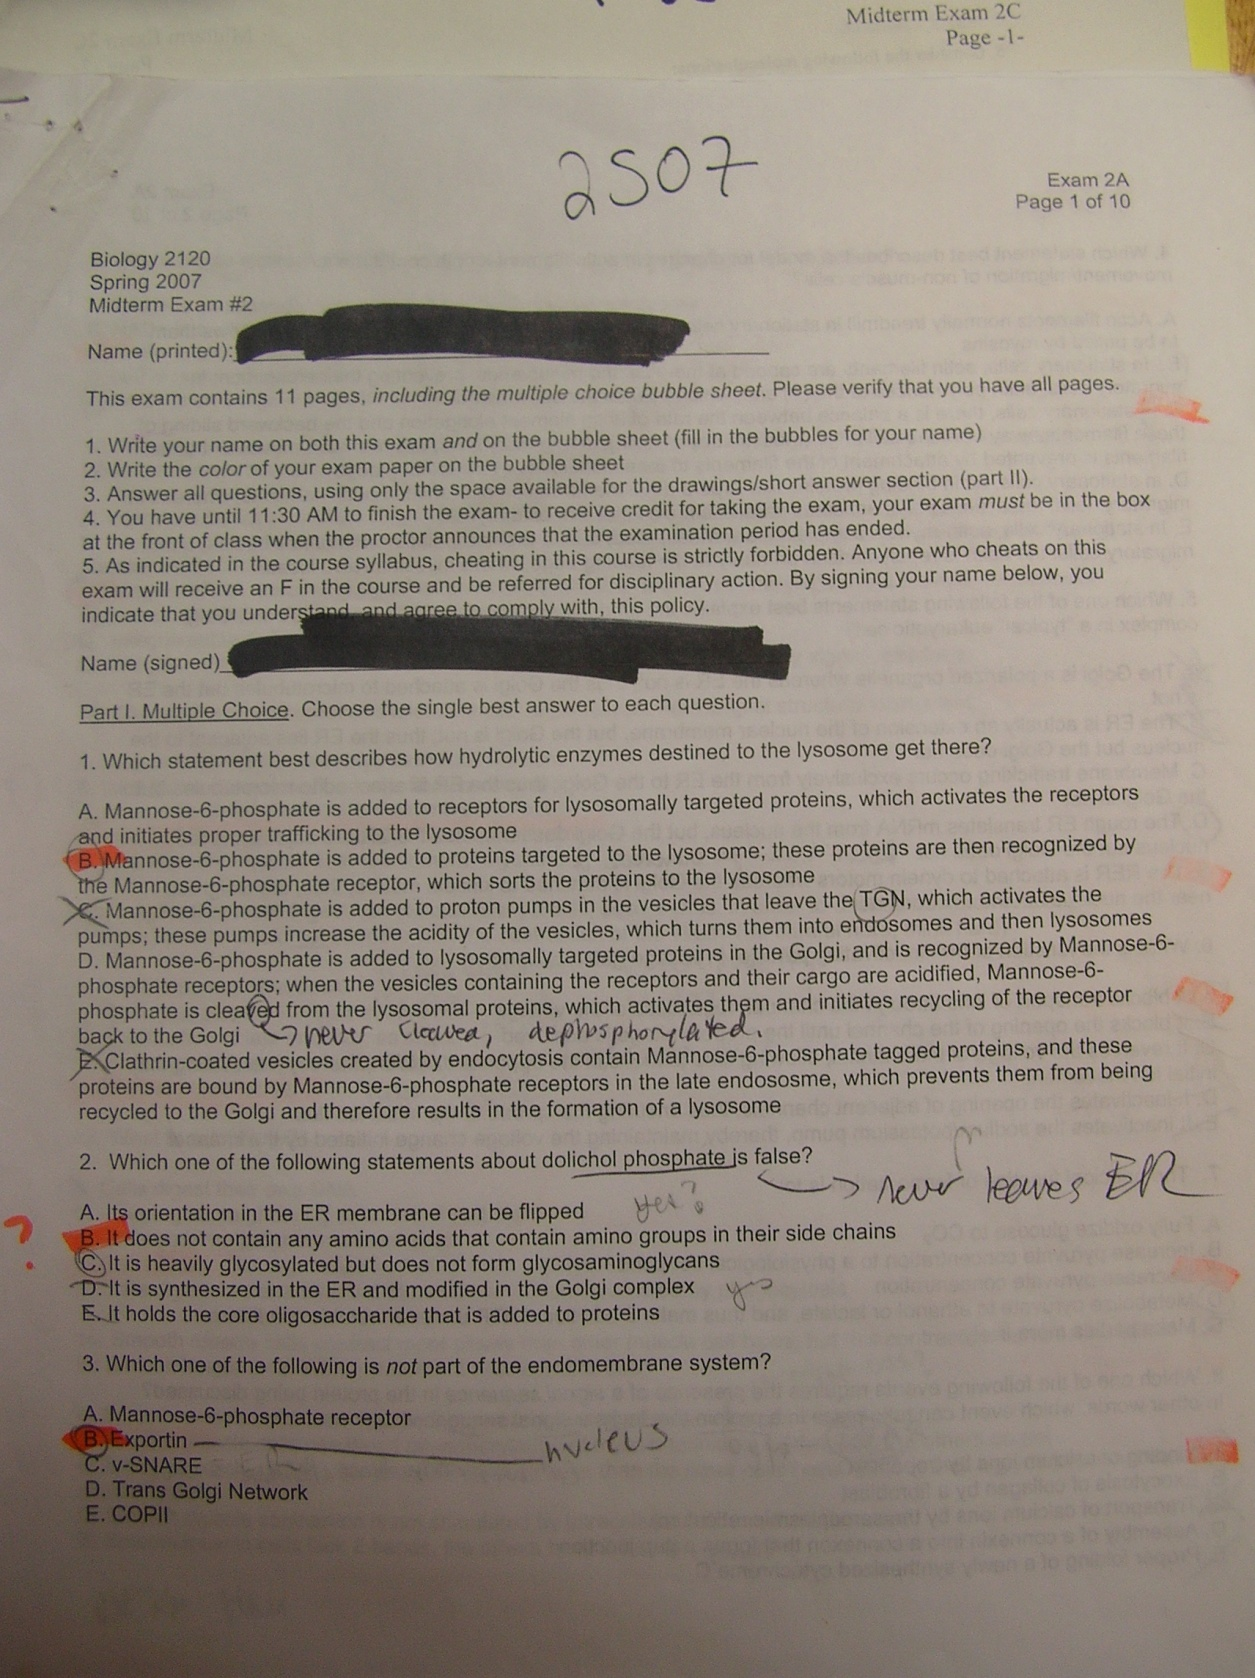 Midterm Exam 2C
Page -1-
2S07
Exam 2A
Page 1 of 10
Biology 2120
Spring 2007
Midterm Exam #2
Name (printed):
This exam contains 11 pages, including the multiple choice bubble sheet. Please verify that you have all pages.
1. Write your name on both this exam and on the bubble sheet (fill in the bubbles for your name)
2. Write the color of your exam paper on the bubble sheet
3. Answer all questions, using only the space available for the drawings/short answer section (part II).
4. You have until 11:30 AM to finish the exam- to receive credit for taking the exam, your exam must be in the box
at the front of class when the proctor announces that the examination period has ended.
5. As indicated in the course syllabus, cheating in this course is strictly forbidden. Anyone who cheats on this
exam will receive an F in the course and be referred for disciplinary action. By signing your name below, you
indicate that you understand, and agree to comply with, this policy.
Name (signed)
Part I. Multiple Choice. Choose the single best answer to each question.
1. Which statement best describes how hydrolytic enzymes destined to the lysosome get there?
A. Mannose-6-phosphate is added to receptors for lysosomally targeted proteins, which activates the receptors
and initiates proper trafficking to the lysosome
B. Mannose-6-phosphate is added to proteins targeted to the lysosome; these proteins are then recognized by
the Mannose-6-phosphate receptor, which sorts the proteins to the lysosome
C. Mannose-6-phosphate is added to proton pumps in the vesicles that leave the TGN, which activates the
pumps; these pumps increase the acidity of the vesicles, which turns them into endosomes and then lysosomes
D. Mannose-6-phosphate is added to lysosomally targeted proteins in the Golgi, and is recognized by Mannose-6-
phosphate receptors; when the vesicles containing the receptors and their cargo are acidified, Mannose-6-
phosphate is cleaved from the lysosomal proteins, which activates them and initiates recycling of the receptor
back to the Golgi never cleaved, dephosphorylated.
E. Clathrin-coated vesicles created by endocytosis contain Mannose-6-phosphate tagged proteins, and these
proteins are bound by Mannose-6-phosphate receptors in the late endososme, which prevents them from being
recycled to the Golgi and therefore results in the formation of a lysosome
2. Which one of the following statements about dolichol phosphate is false?
never leaves ER
A. Its orientation in the ER membrane can be flipped yes?
? B. It does not contain any amino acids that contain amino groups in their side chains
C. It is heavily glycosylated but does not form glycosaminoglycans
D. It is synthesized in the ER and modified in the Golgi complex yes
E. It holds the core oligosaccharide that is added to proteins
3. Which one of the following is not part of the endomembrane system?
A. Mannose-6-phosphate receptor
B. Exportin nucleus
C. v-SNARE
D. Trans Golgi Network
E. COPII